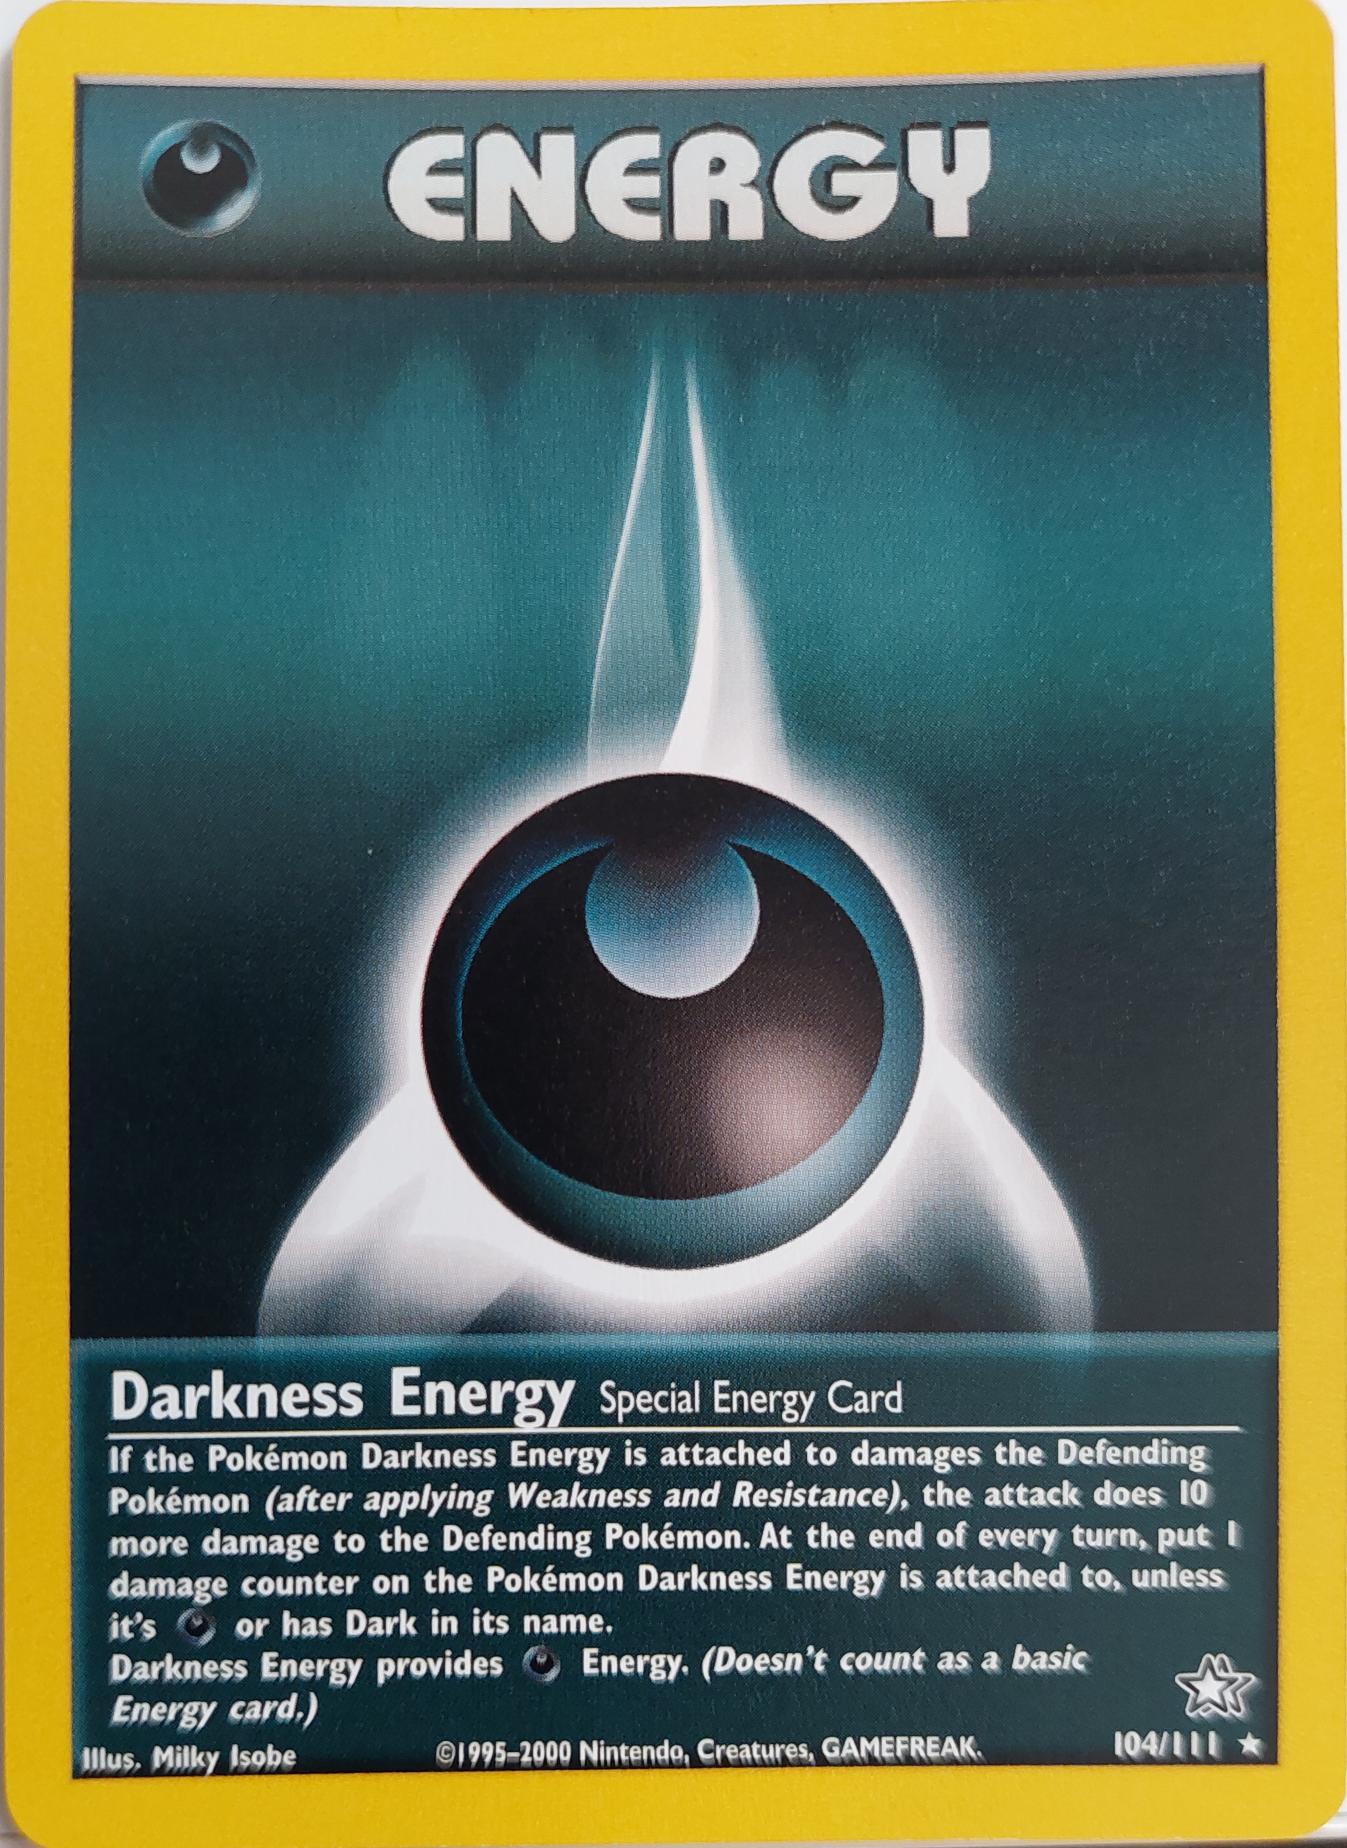 ENERGY
Darkness Energy Special Energy Card
If the Pokémon Darkness Energy is attached to damages the Defending
Pokémon (after applying Weakness and Resistance), the attack does 10
more damage to the Defending Pokémon. At the end of every turn, put 1
damage counter on the Pokémon Darkness Energy is attached to, unless
it's or has Dark in its name.
Darkness Energy provides Energy. (Doesn't count as a basic
Energy card.)
Illus. Milky Isobe ©1995-2000 Nintendo, Creatures, GAMEFREAK. 104/111 ★